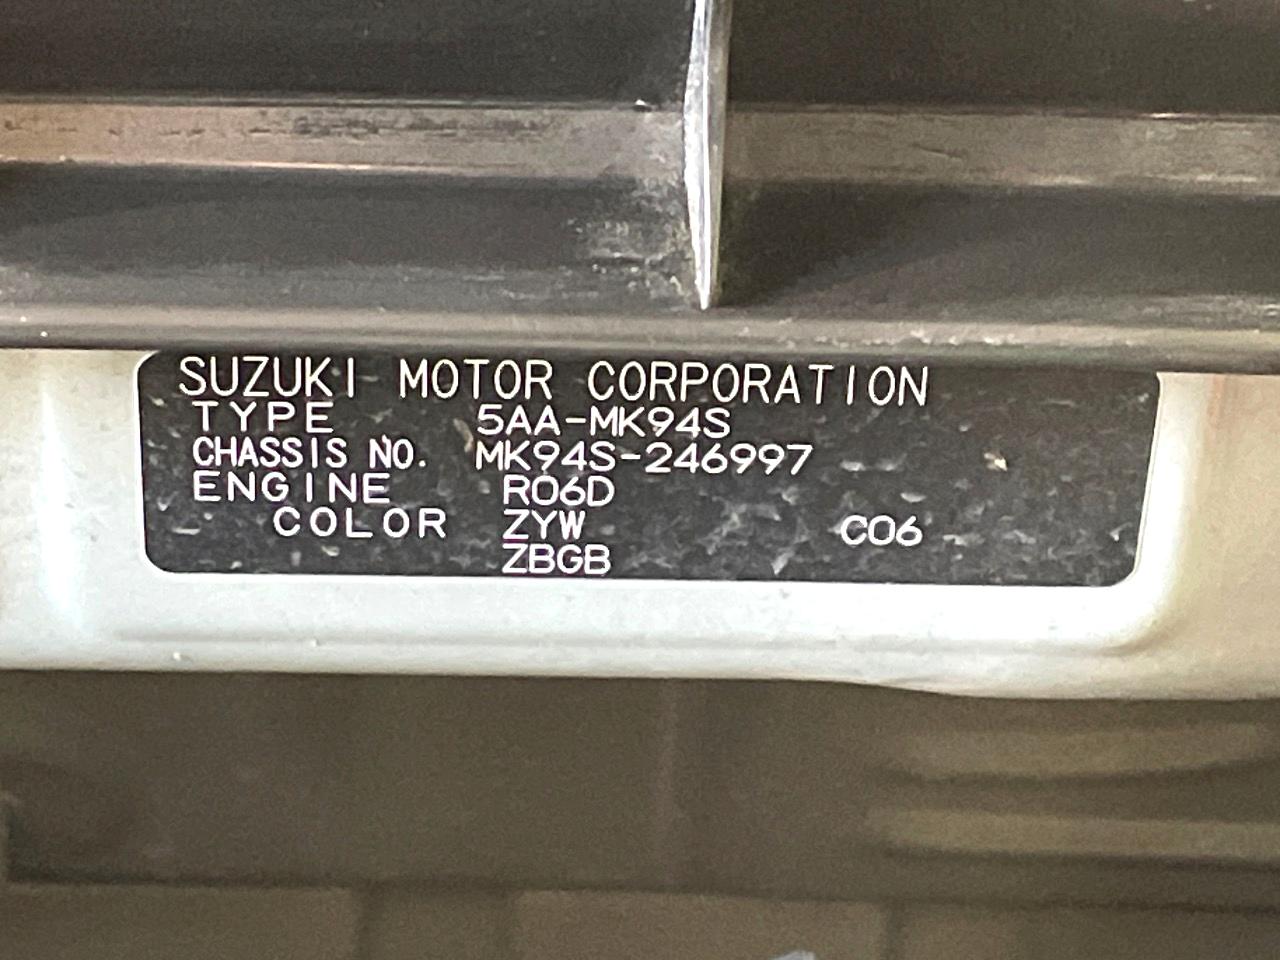 SUZUKI MOTOR CORPORATION
TYPE 5AA-MK94S
CHASSIS NO. MK94S-246997
ENGINE R06D
COLOR ZYW C06
ZBGB